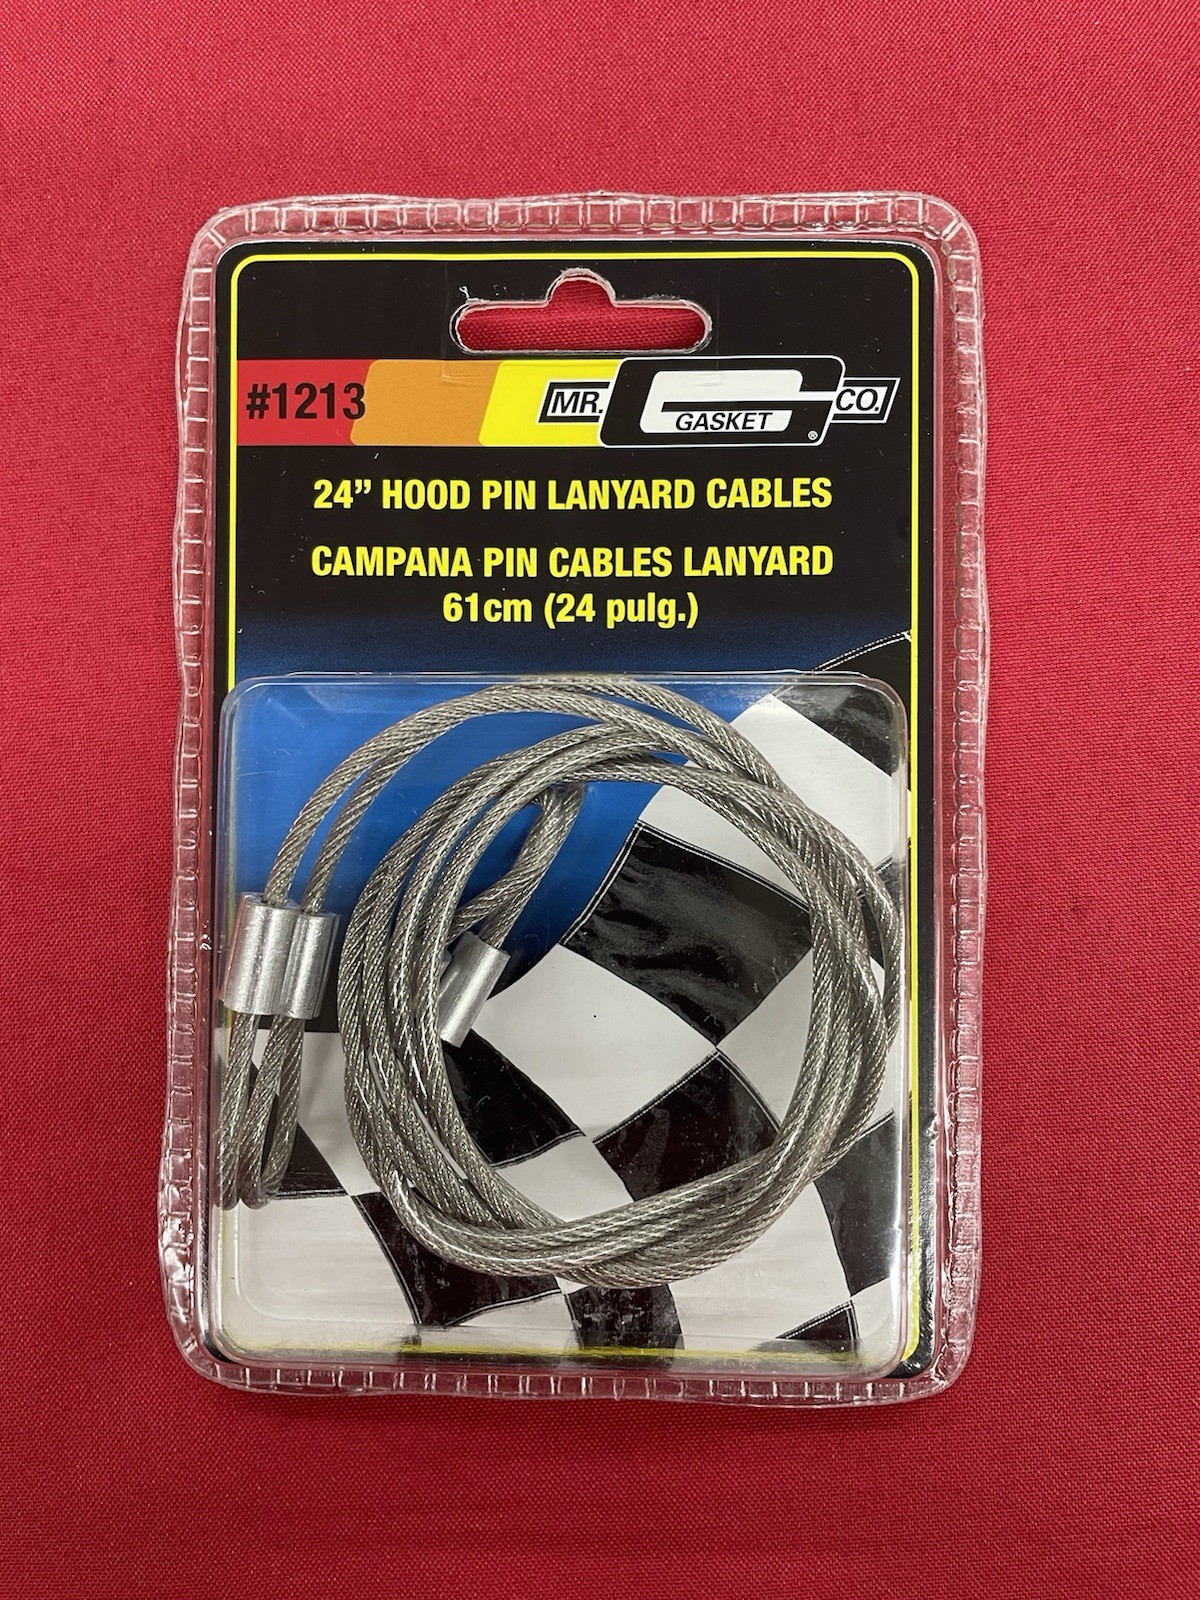 #1213
MR. GASKET CO.
®
24” HOOD PIN LANYARD CABLES
CAMPANA PIN CABLES LANYARD
61cm (24 pulg.)